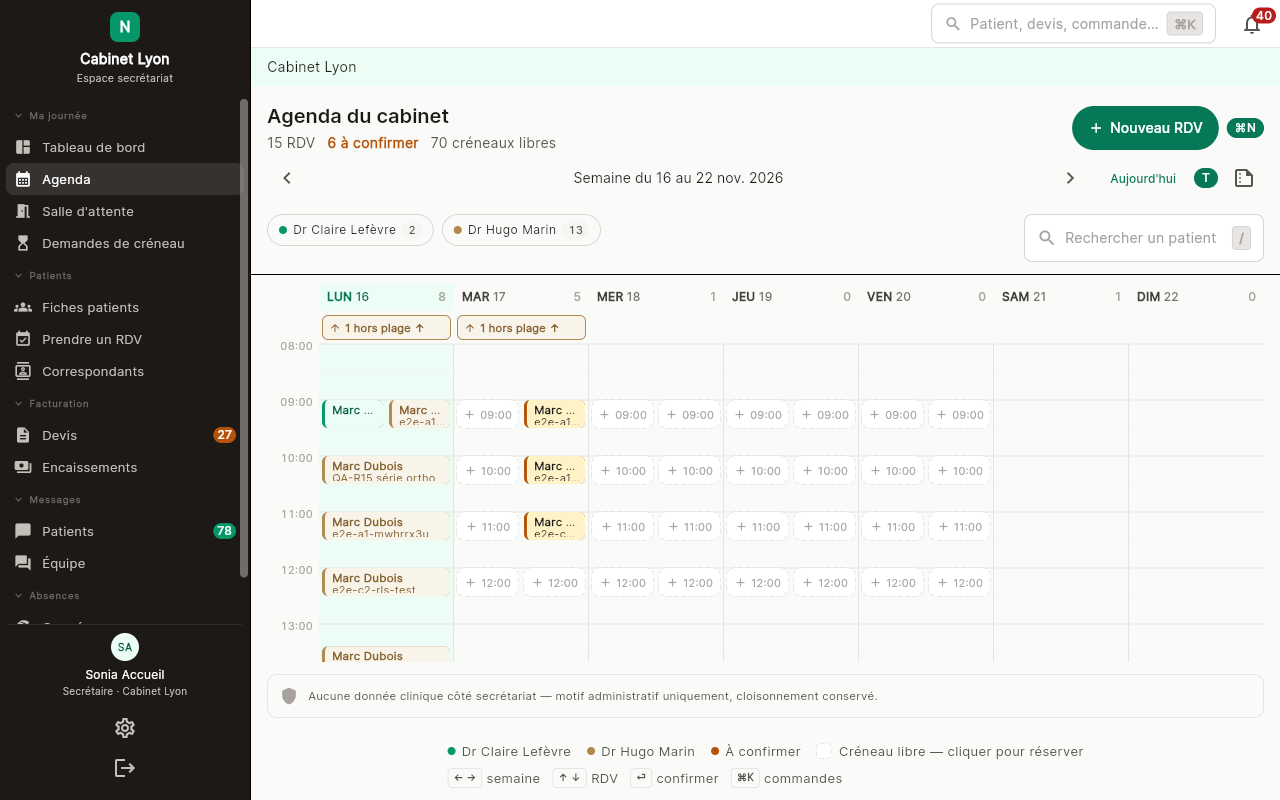 N
Cabinet Lyon
Espace secrétariat
Ma journée
Tableau de bord
Agenda
Salle d'attente
Demandes de créneau
Patients
Fiches patients
Prendre un RDV
Correspondants
Facturation
Devis 27
Encaissements
Messages
Patients 78
Équipe
Absences
SA
Sonia Accueil
Secrétaire · Cabinet Lyon
Patient, devis, commande... ⌘K
40
Cabinet Lyon
Agenda du cabinet
15 RDV 6 à confirmer 70 créneaux libres
+ Nouveau RDV ⌘N
Semaine du 16 au 22 nov. 2026
Aujourd'hui T
Dr Claire Lefèvre 2
Dr Hugo Marin 13
Rechercher un patient /
LUN 16 8 MAR 17 5 MER 18 1 JEU 19 0 VEN 20 0 SAM 21 1 DIM 22 0
↑ 1 hors plage ↑ ↑ 1 hors plage ↑
08:00
09:00
Marc ... Marc ... + 09:00 Marc ... + 09:00 + 09:00 + 09:00 + 09:00 + 09:00 + 09:00
e2e-a1... e2e-a1...
10:00
Marc Dubois + 10:00 Marc ... + 10:00 + 10:00 + 10:00 + 10:00 + 10:00 + 10:00
QA-R15 série ortho e2e-a1...
11:00
Marc Dubois + 11:00 Marc ... + 11:00 + 11:00 + 11:00 + 11:00 + 11:00 + 11:00
e2e-a1-mwhrrx3u e2e-c...
12:00
Marc Dubois + 12:00 + 12:00 + 12:00 + 12:00 + 12:00 + 12:00 + 12:00 + 12:00
e2e-c2-rls-test
13:00
Marc Dubois
Aucune donnée clinique côté secrétariat — motif administratif uniquement, cloisonnement conservé.
Dr Claire Lefèvre Dr Hugo Marin À confirmer Créneau libre — cliquer pour réserver
← → semaine ↑ ↓ RDV ⏎ confirmer ⌘K commandes